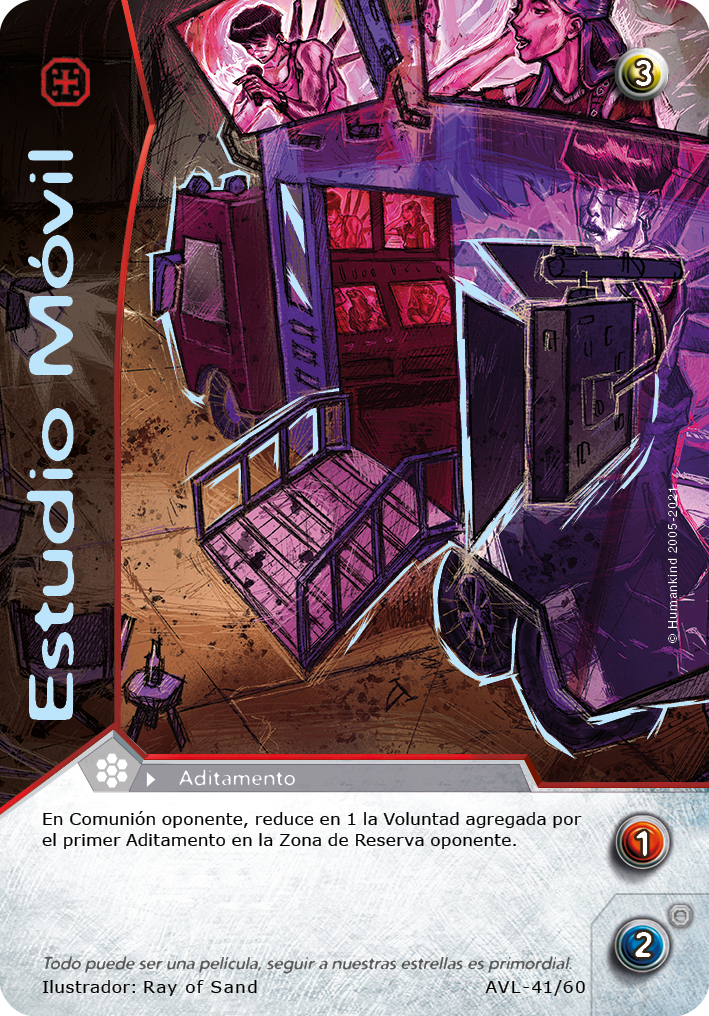 3
Estudio Móvil
© Humankind 2005-2021
Aditamento
En Comunión oponente, reduce en 1 la Voluntad agregada por
el primer Aditamento en la Zona de Reserva oponente.
1
2
Todo puede ser una película, seguir a nuestras estrellas es primordial.
Ilustrador: Ray of Sand AVL-41/60